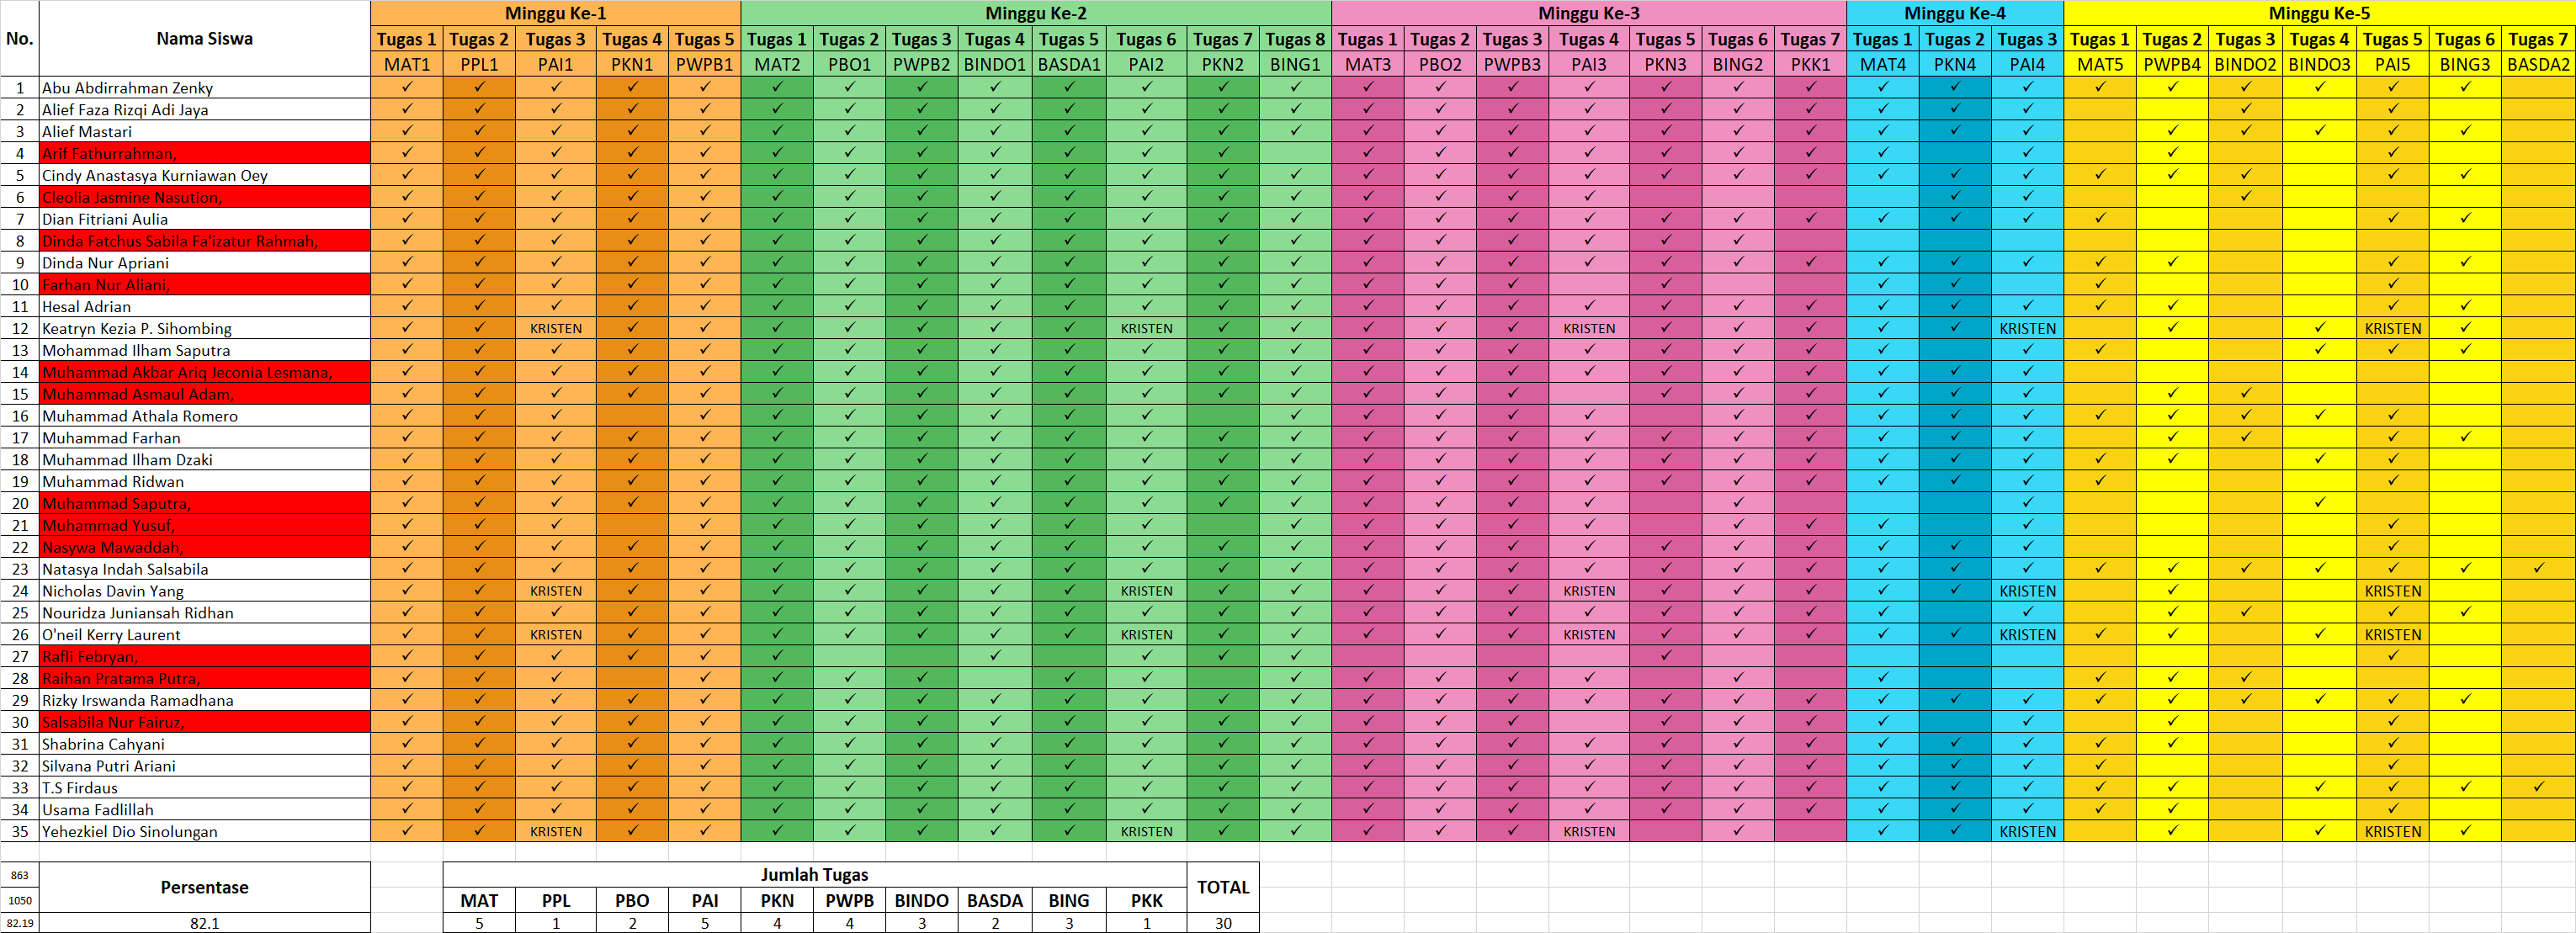 No. Nama Siswa Minggu Ke-1 Minggu Ke-2 Minggu Ke-3 Minggu Ke-4 Minggu Ke-5
Tugas 1 Tugas 2 Tugas 3 Tugas 4 Tugas 5 Tugas 1 Tugas 2 Tugas 3 Tugas 4 Tugas 5 Tugas 6 Tugas 7 Tugas 8 Tugas 1 Tugas 2 Tugas 3 Tugas 4 Tugas 5 Tugas 6 Tugas 7 Tugas 1 Tugas 2 Tugas 3 Tugas 1 Tugas 2 Tugas 3 Tugas 4 Tugas 5 Tugas 6 Tugas 7
MAT1 PPL1 PAI1 PKN1 PWPB1 MAT2 PBO1 PWPB2 BINDO1 BASDA1 PAI2 PKN2 BING1 MAT3 PBO2 PWPB3 PAI3 PKN3 BING2 PKK1 MAT4 PKN4 PAI4 MAT5 PWPB4 BINDO2 BINDO3 PAI5 BING3 BASDA2
1 Abu Abdirrahman Zenky
2 Alief Faza Rizqi Adi Jaya
3 Alief Mastari
4 Arif Fathurrahman,
5 Cindy Anastasya Kurniawan Oey
6 Cleolia Jasmine Nasution,
7 Dian Fitriani Aulia
8 Dinda Fatchus Sabila Fa'izatur Rahmah,
9 Dinda Nur Apriani
10 Farhan Nur Aliani,
11 Hesal Adrian
12 Keatryn Kezia P. Sihombing KRISTEN KRISTEN KRISTEN KRISTEN KRISTEN
13 Mohammad Ilham Saputra
14 Muhammad Akbar Ariq Jeconia Lesmana,
15 Muhammad Asmaul Adam,
16 Muhammad Athala Romero
17 Muhammad Farhan
18 Muhammad Ilham Dzaki
19 Muhammad Ridwan
20 Muhammad Saputra,
21 Muhammad Yusuf,
22 Nasywa Mawaddah,
23 Natasya Indah Salsabila
24 Nicholas Davin Yang KRISTEN KRISTEN KRISTEN KRISTEN KRISTEN
25 Nouridza Juniansah Ridhan
26 O'neil Kerry Laurent KRISTEN KRISTEN KRISTEN KRISTEN KRISTEN
27 Rafli Febryan,
28 Raihan Pratama Putra,
29 Rizky Irswanda Ramadhana
30 Salsabila Nur Fairuz,
31 Shabrina Cahyani
32 Silvana Putri Ariani
33 T.S Firdaus
34 Usama Fadlillah
35 Yehezkiel Dio Sinolungan KRISTEN KRISTEN KRISTEN KRISTEN KRISTEN
863 Persentase Jumlah Tugas TOTAL
1050 MAT PPL PBO PAI PKN PWPB BINDO BASDA BING PKK
82.19 82.1 5 1 2 5 4 4 3 2 3 1 30